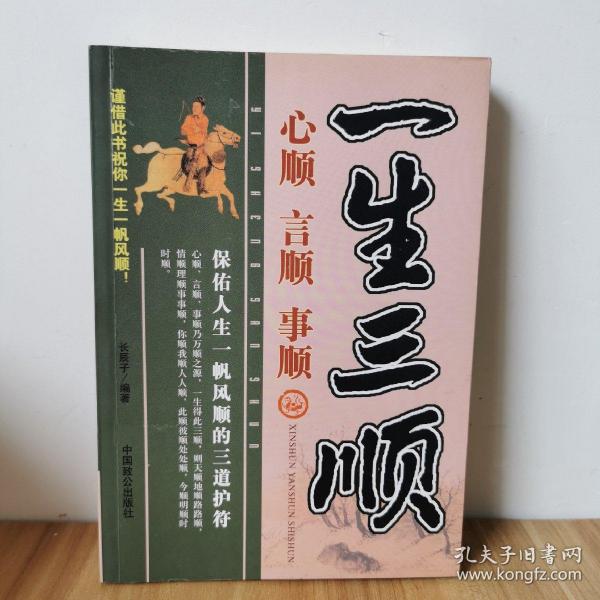 一生三顺
心顺 言顺 事顺
XINSHUN YANSHUN SHISHUN
YI SHENG SAN SHUN
保佑人生一帆风顺的三道护符
心顺、言顺、事顺乃万顺之源，一生得此三顺，则天顺地顺路路顺，
情顺理顺事事顺，你顺我顺人人顺，此顺彼顺处处顺，今顺明顺时
时顺。
谨借此书祝你一生一帆风顺！
长辰子/编著
中国致公出版社
孔夫子旧书网
www.kongfz.com